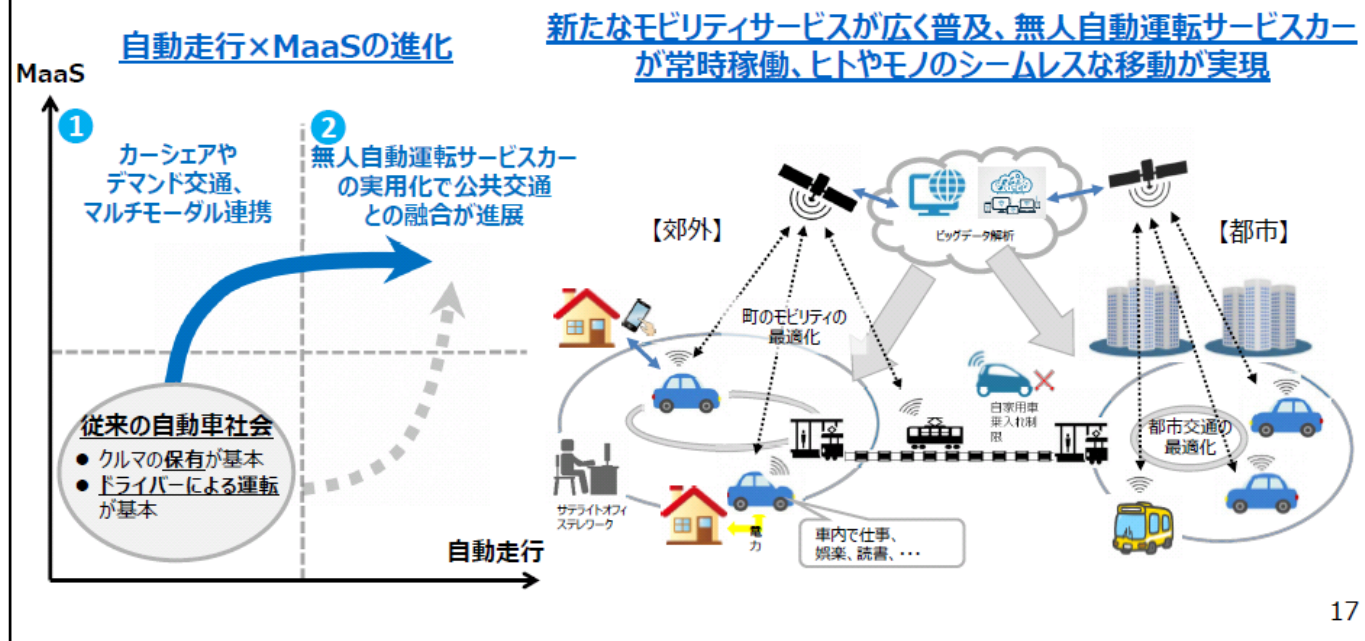 自動走行×MaaSの進化
新たなモビリティサービスが広く普及、無人自動運転サービスカー
が常時稼働、ヒトやモノのシームレスな移動が実現
MaaS
1
カーシェアや
デマンド交通、
マルチモーダル連携
2
無人自動運転サービスカー
の実用化で公共交通
との融合が進展
従来の自動車社会
● クルマの保有が基本
● ドライバーによる運転
が基本
自動走行
【郊外】
ビッグデータ解析
【都市】
町のモビリティの
最適化
自家用車
乗入れ制
限
都市交通の
最適化
サテライトオフィ
ステレワーク
電
力
車内で仕事、
娯楽、読書、・・・
17